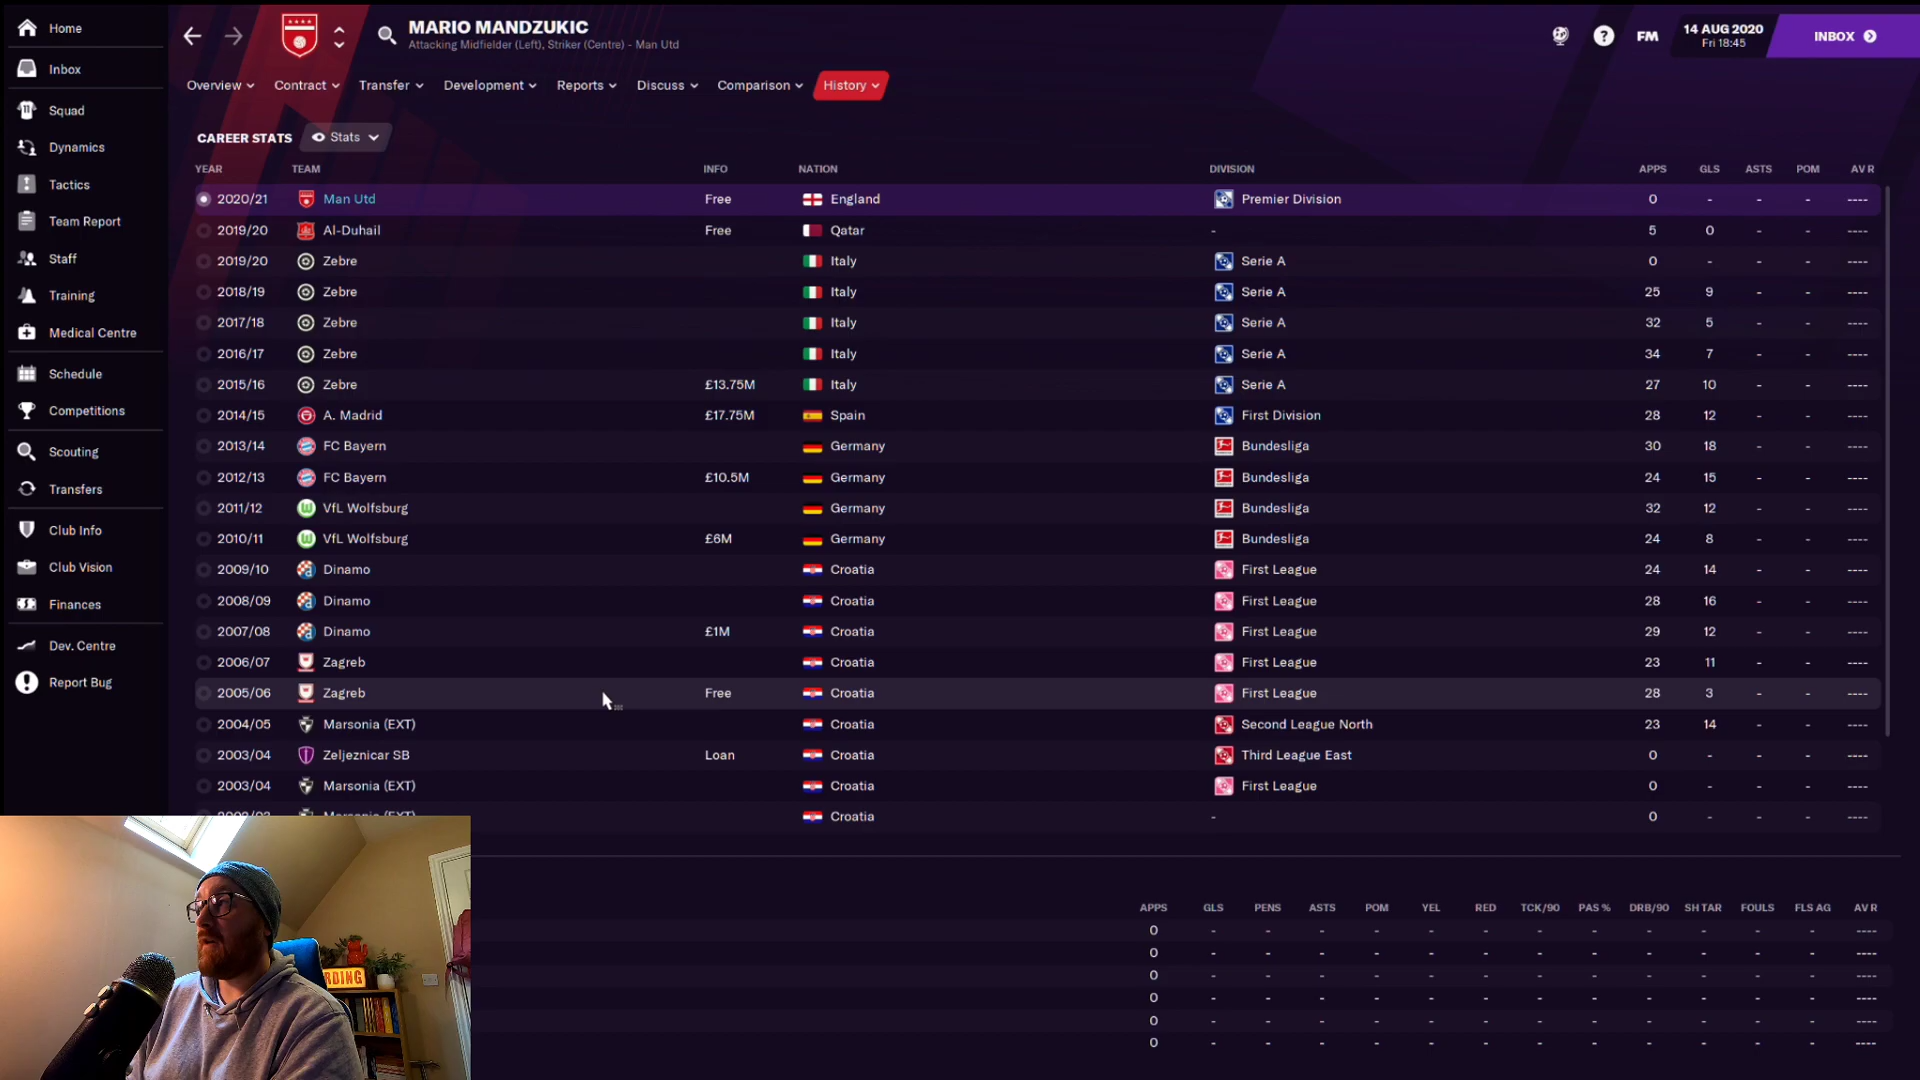 Home
Inbox
Squad
Dynamics
Tactics
Team Report
Staff
Training
Medical Centre
Schedule
Competitions
Scouting
Transfers
Club Info
Club Vision
Finances
Dev. Centre
Report Bug
MARIO MANDZUKIC
Attacking Midfielder (Left), Striker (Centre) - Man Utd
FM
14 AUG 2020
Fri 18:45
INBOX
Overview Contract Transfer Development Reports Discuss Comparison History
CAREER STATS Stats
YEAR TEAM INFO NATION DIVISION APPS GLS ASTS POM AV R
2020/21 Man Utd Free England Premier Division 0 - - - ----
2019/20 Al-Duhail Free Qatar - 5 0 - - ----
2019/20 Zebre Italy Serie A 0 - - - ----
2018/19 Zebre Italy Serie A 25 9 - - ----
2017/18 Zebre Italy Serie A 32 5 - - ----
2016/17 Zebre Italy Serie A 34 7 - - ----
2015/16 Zebre £13.75M Italy Serie A 27 10 - - ----
2014/15 A. Madrid £17.75M Spain First Division 28 12 - - ----
2013/14 FC Bayern Germany Bundesliga 30 18 - - ----
2012/13 FC Bayern £10.5M Germany Bundesliga 24 15 - - ----
2011/12 VfL Wolfsburg Germany Bundesliga 32 12 - - ----
2010/11 VfL Wolfsburg £6M Germany Bundesliga 24 8 - - ----
2009/10 Dinamo Croatia First League 24 14 - - ----
2008/09 Dinamo Croatia First League 28 16 - - ----
2007/08 Dinamo £1M Croatia First League 29 12 - - ----
2006/07 Zagreb Croatia First League 23 11 - - ----
2005/06 Zagreb Free Croatia First League 28 3 - - ----
2004/05 Marsonia (EXT) Croatia Second League North 23 14 - - ----
2003/04 Zeljeznicar SB Loan Croatia Third League East 0 - - - ----
2003/04 Marsonia (EXT) Croatia First League 0 - - - ----
Croatia - 0 - - - ----
APPS GLS PENS ASTS POM YEL RED TCK/90 PAS % DRB/90 SH TAR FOULS FLS AG AV R
0 - - - - - - - - - - - - ----
0 - - - - - - - - - - - - ----
0 - - - - - - - - - - - - ----
0 - - - - - - - - - - - - ----
0 - - - - - - - - - - - - ----
0 - - - - - - - - - - - - ----